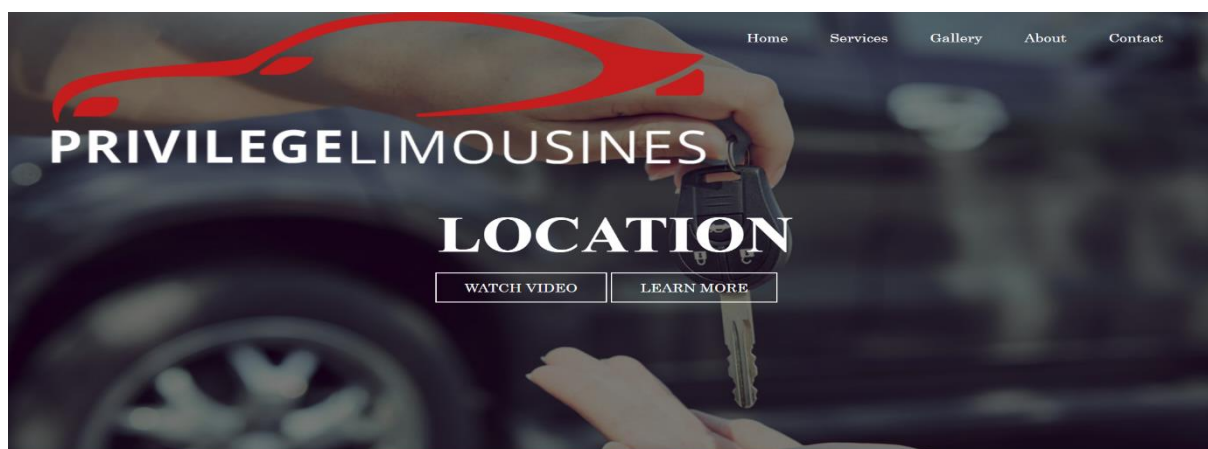 Home Services Gallery About Contact
PRIVILEGELIMOUSINES
LOCATION
WATCH VIDEO LEARN MORE